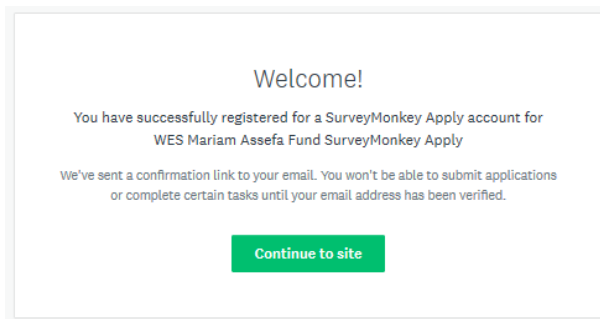 Welcome!
You have successfully registered for a SurveyMonkey Apply account for
WES Mariam Assefa Fund SurveyMonkey Apply
We've sent a confirmation link to your email. You won't be able to submit applications
or complete certain tasks until your email address has been verified.
Continue to site